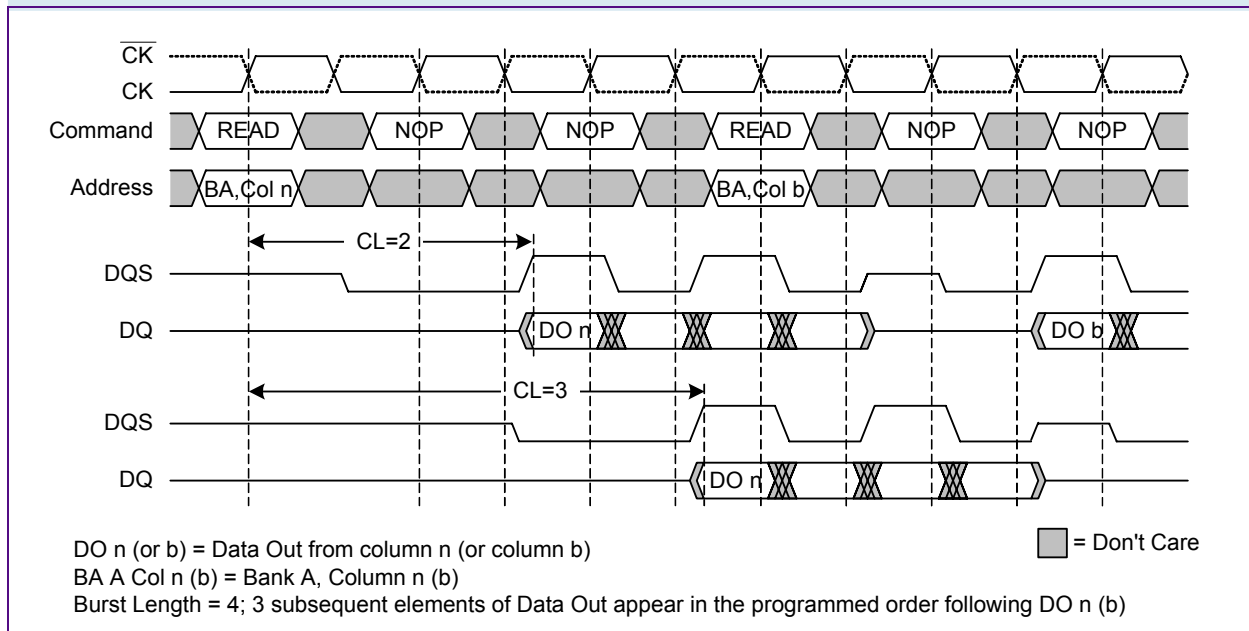 CK
CK
Command READ NOP NOP READ NOP NOP
Address BA,Col n BA,Col b
CL=2
DQS
DQ DO n DO b
CL=3
DQS
DQ DO n
DO n (or b) = Data Out from column n (or column b)
= Don't Care
BA A Col n (b) = Bank A, Column n (b)
Burst Length = 4; 3 subsequent elements of Data Out appear in the programmed order following DO n (b)